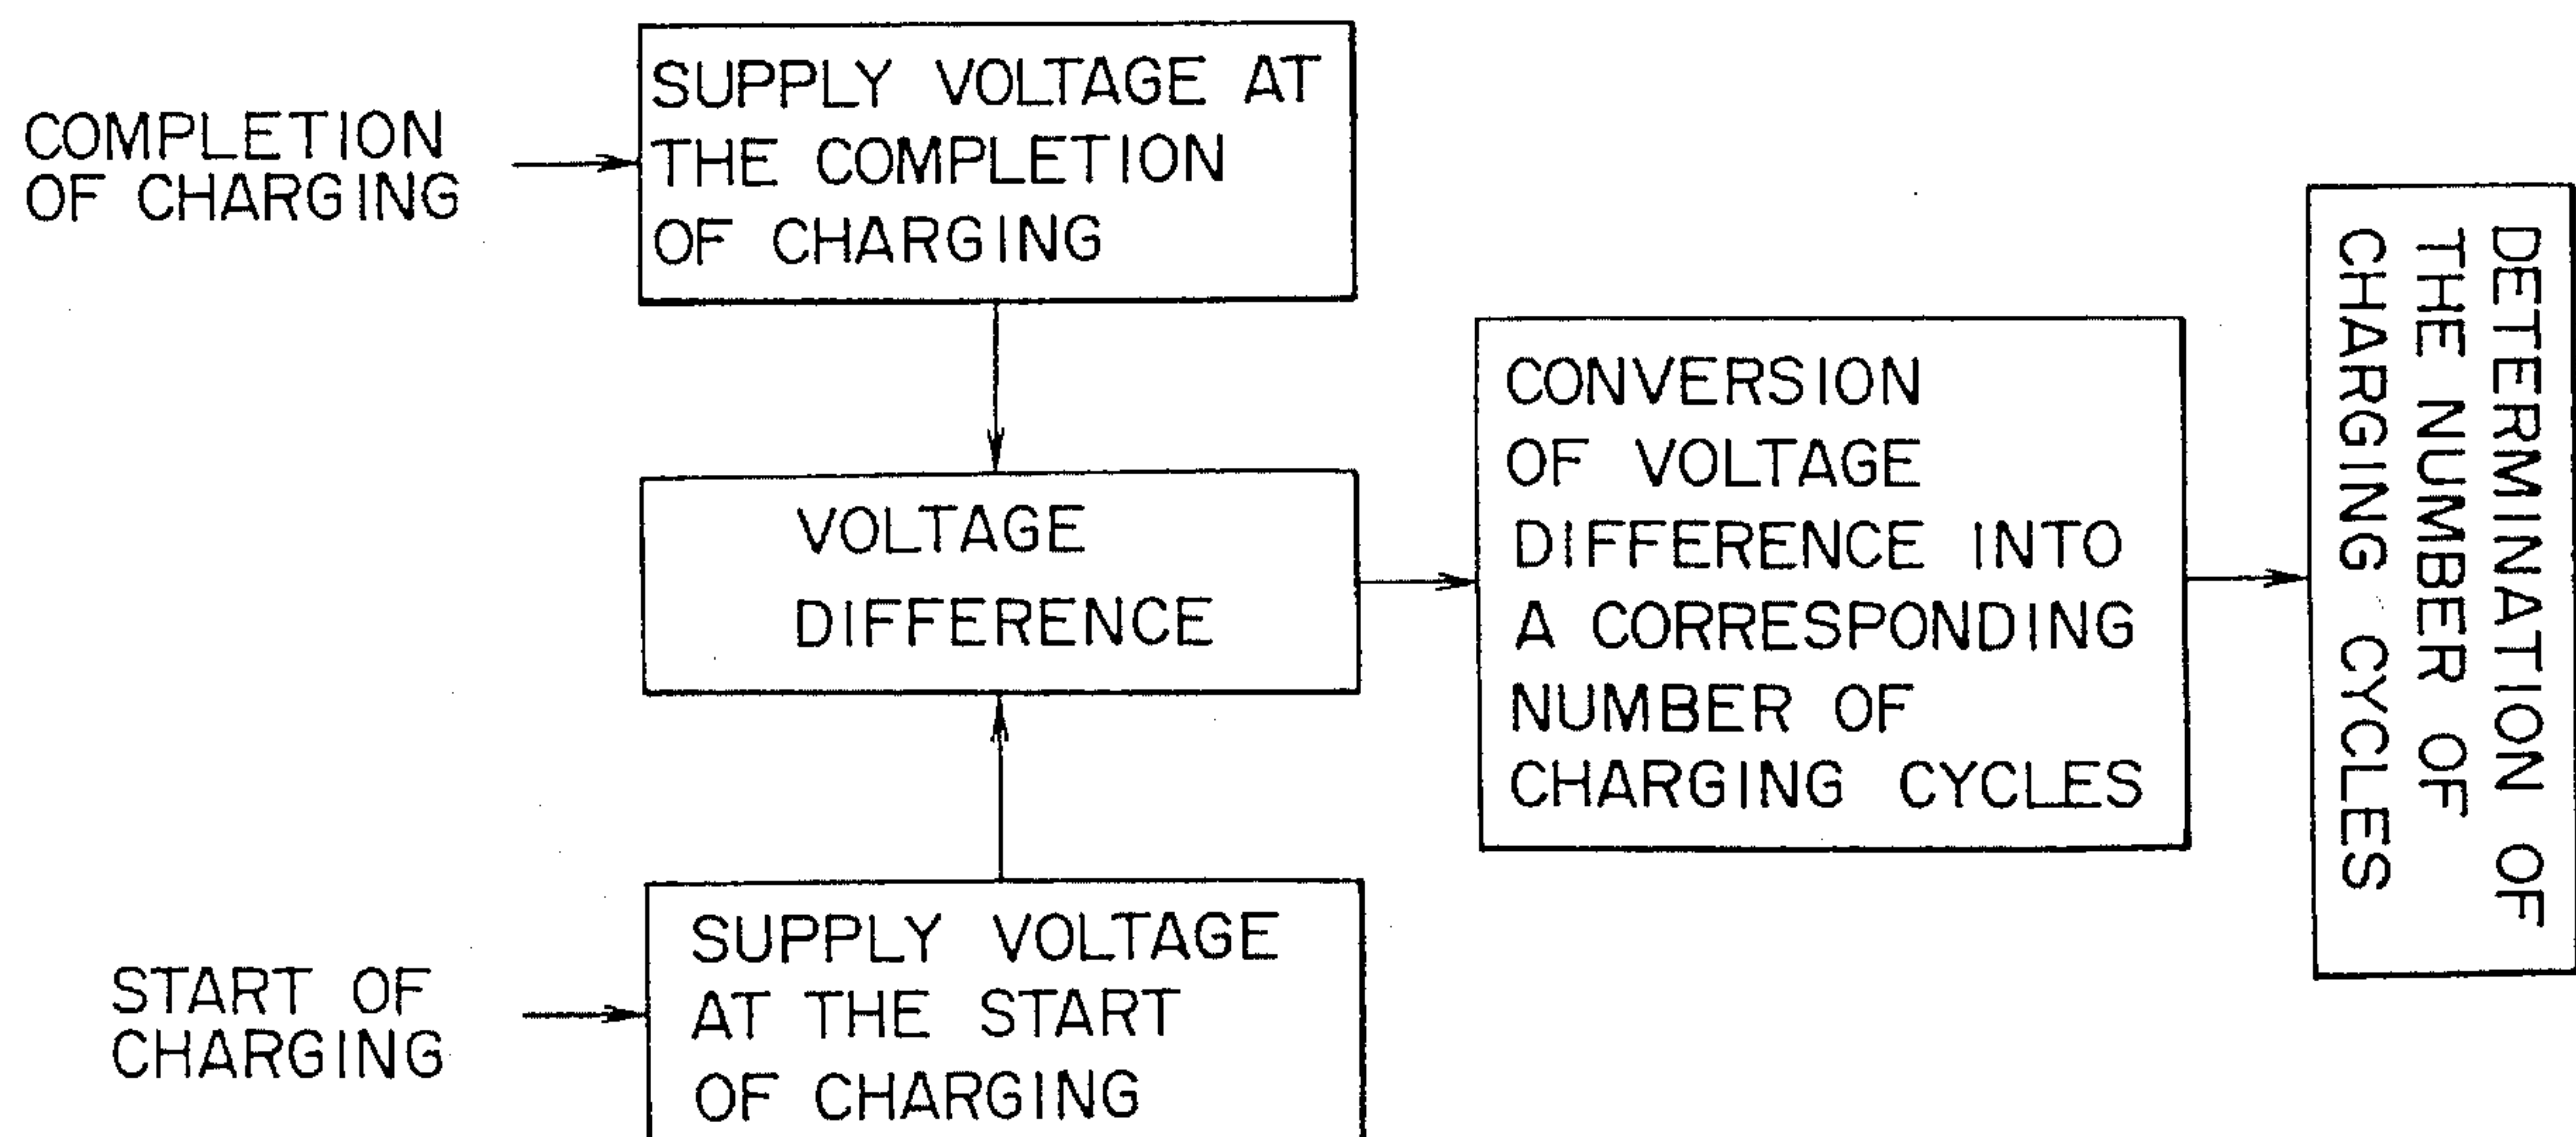 COMPLETION
OF CHARGING
SUPPLY VOLTAGE AT
THE COMPLETION
OF CHARGING
VOLTAGE
DIFFERENCE
START OF
CHARGING
SUPPLY VOLTAGE
AT THE START
OF CHARGING
CONVERSION
OF VOLTAGE
DIFFERENCE INTO
A CORRESPONDING
NUMBER OF
CHARGING CYCLES
DETERMINATION OF
THE NUMBER OF
CHARGING CYCLES